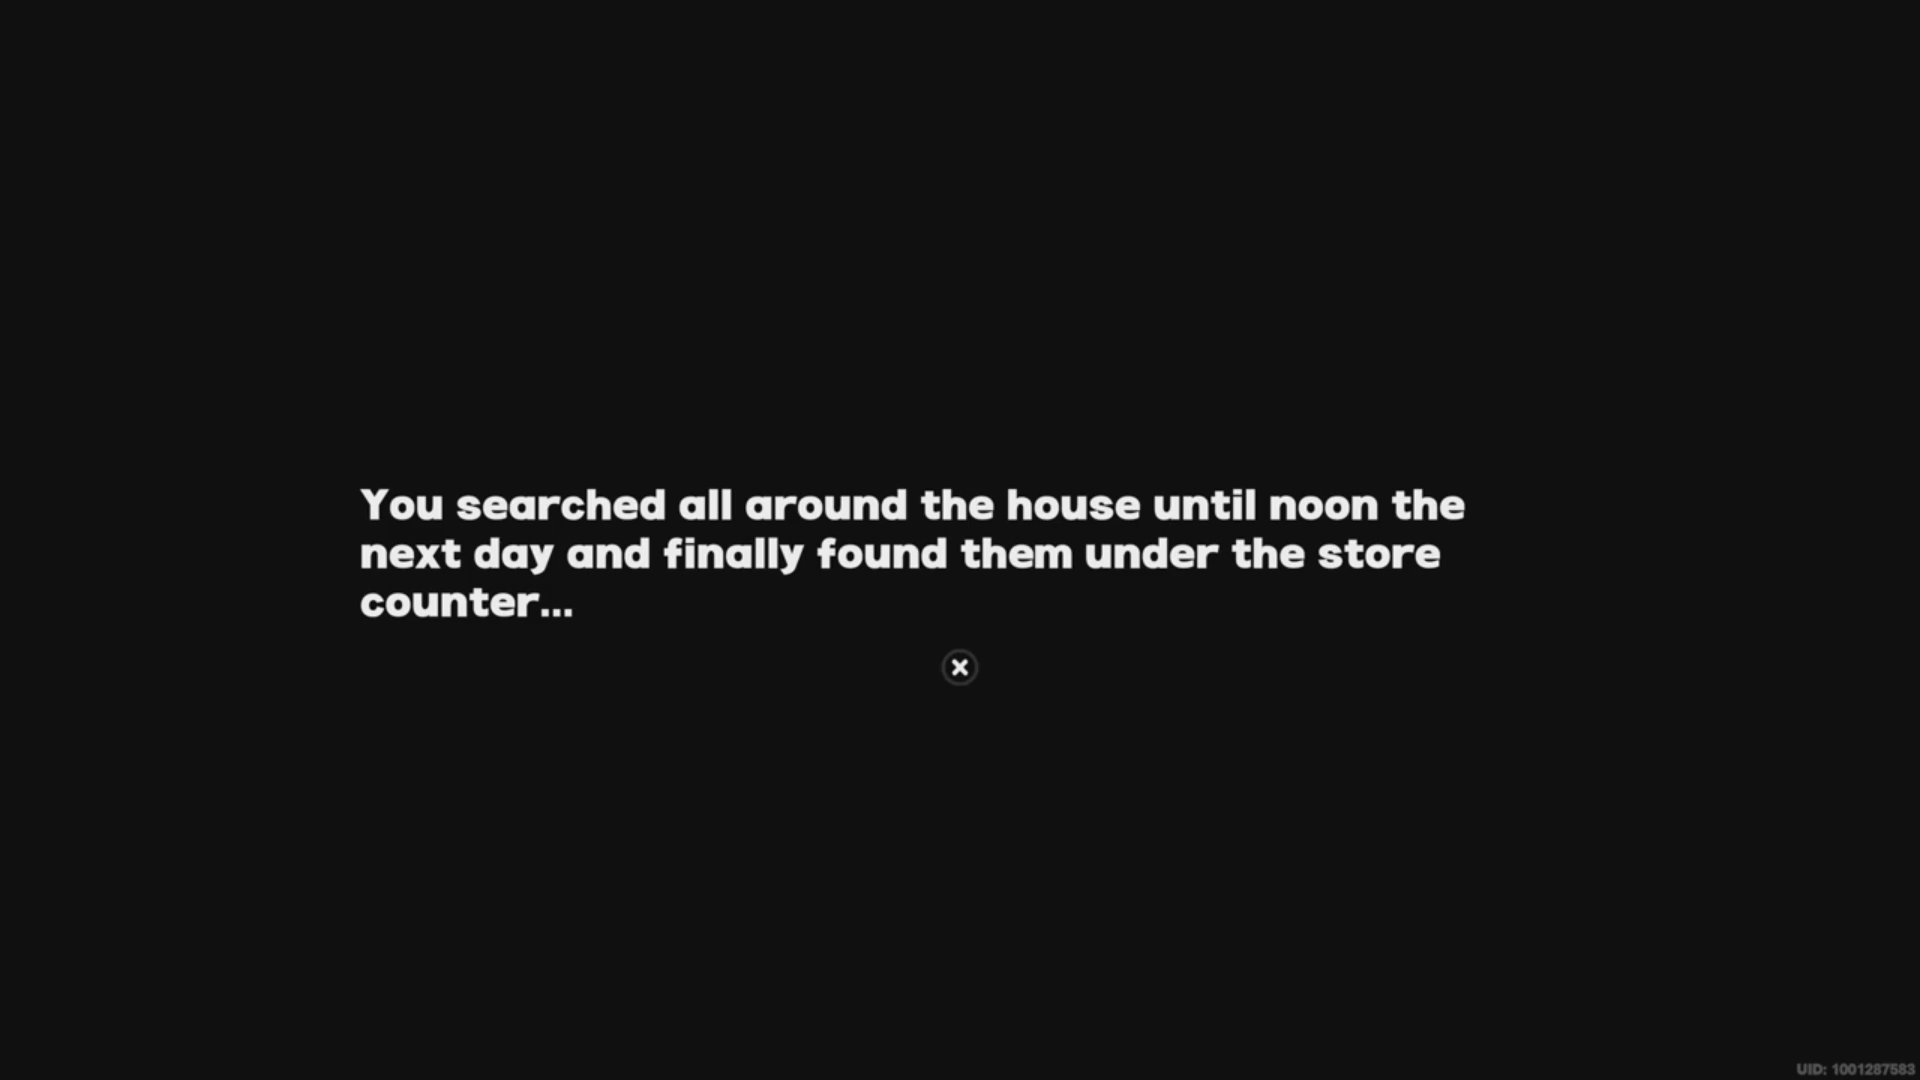 You searched all around the house until noon the
next day and finally found them under the store
counter...
UID: 1001287583